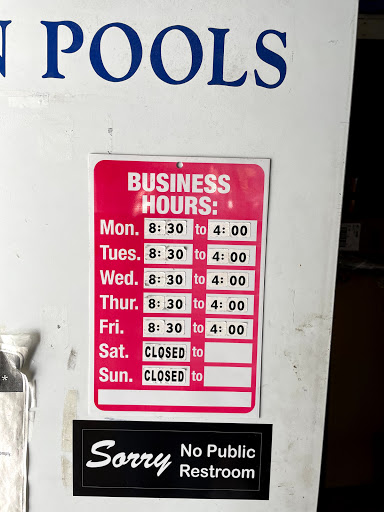 N POOLS
BUSINESS
HOURS:
Mon. 8:30 to 4:00
Tues. 8:30 to 4:00
Wed. 8:30 to 4:00
Thur. 8:30 to 4:00
Fri. 8:30 to 4:00
Sat. CLOSED to
Sun. CLOSED to
Sorry No Public
Restroom